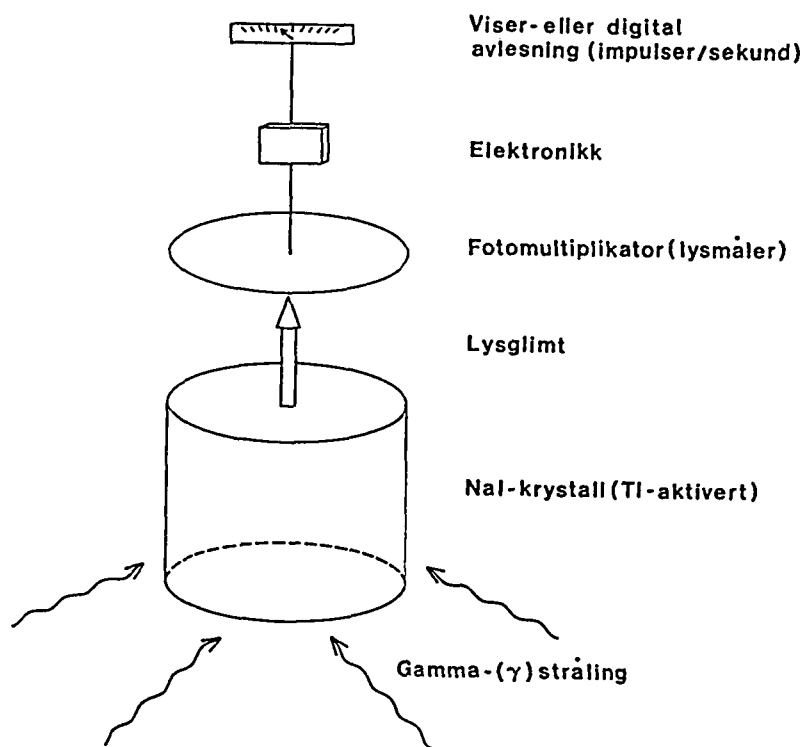 Viser- eller digital
avlesning (impulser/sekund)
Elektronikk
Fotomultiplikator (lysmåler)
Lysglimt
NaI-krystall (Tl-aktivert)
Gamma-(γ) stråling